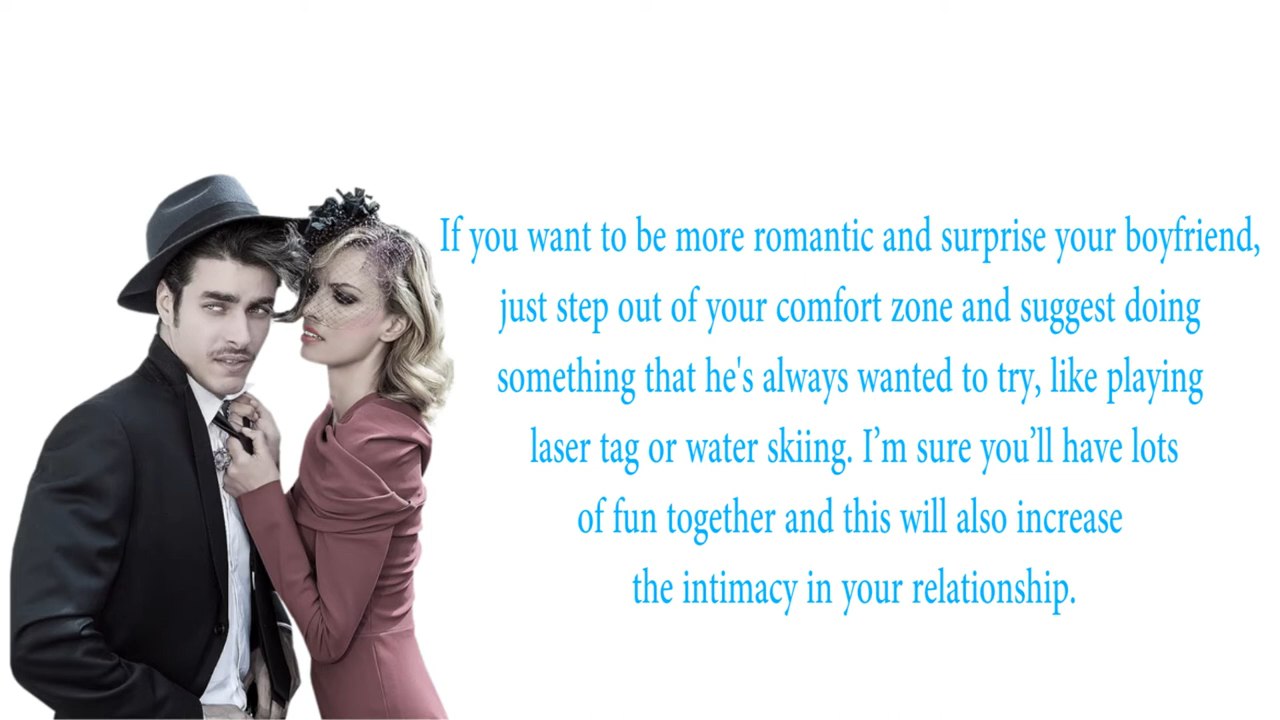 If you want to be more romantic and surprise your boyfriend,
just step out of your comfort zone and suggest doing
something that he's always wanted to try, like playing
laser tag or water skiing. I’m sure you’ll have lots
of fun together and this will also increase
the intimacy in your relationship.